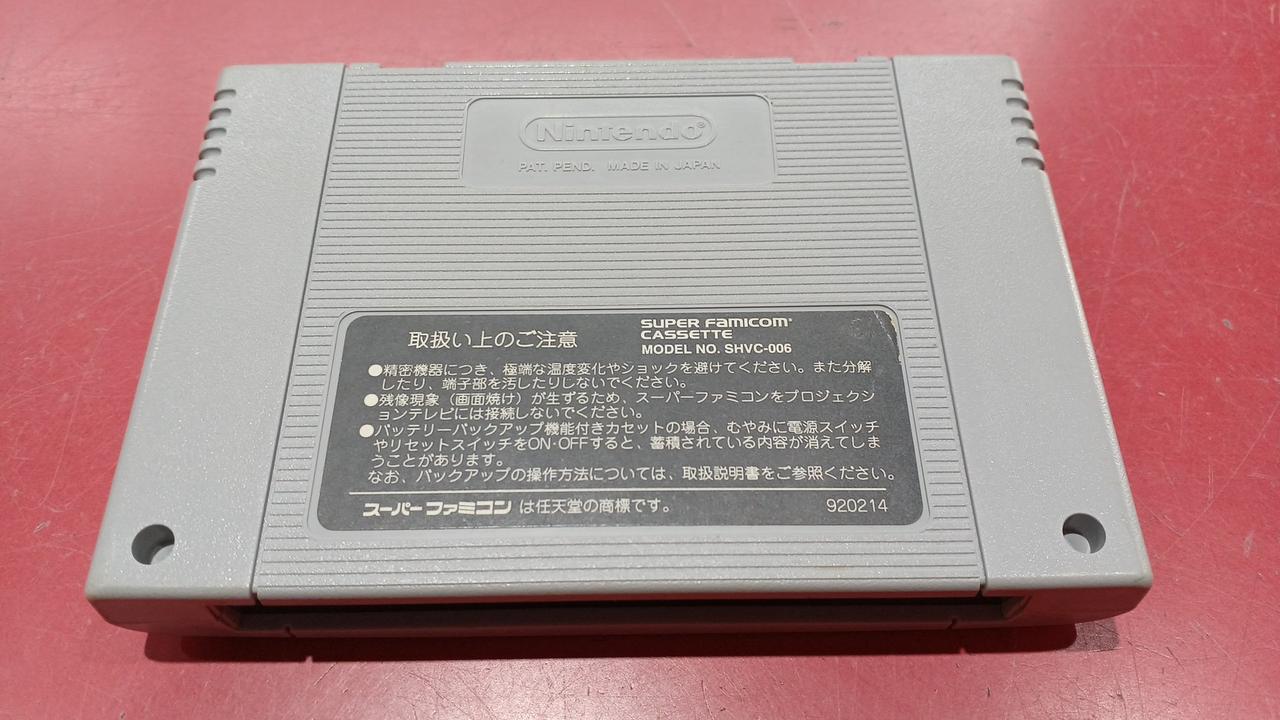 Nintendo®
PAT. PEND. MADE IN JAPAN
取扱い上のご注意
SUPER FAMICOM®
CASSETTE
MODEL NO. SHVC-006
●精密機器につき、極端な温度変化やショックを避けてください。また分解
したり、端子部を汚したりしないでください。
●残像現象（画面焼け）が生ずるため、スーパーファミコンをプロジェクシ
ョンテレビには接続しないでください。
●バッテリーバックアップ機能付きカセットの場合、むやみに電源スイッチ
やリセットスイッチをON·OFFすると、蓄積されている内容が消えてしま
うことがあります。
なお、バックアップの操作方法については、取扱説明書をご参照ください。
スーパーファミコン は任天堂の商標です。
920214